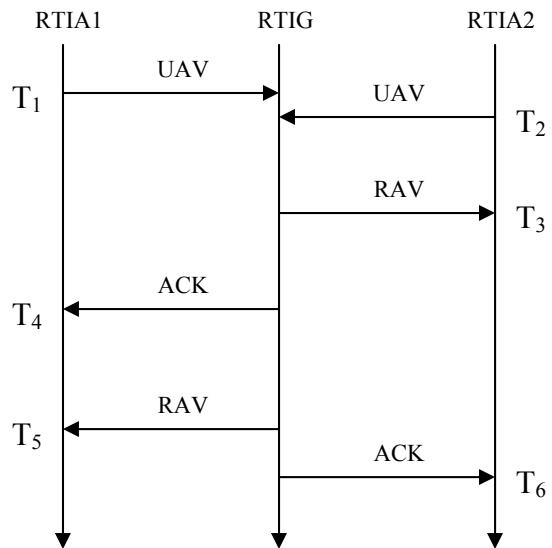 RTIA1 RTIG RTIA2
UAV
T₁
UAV
T₂
RAV
T₃
ACK
T₄
RAV
T₅
ACK
T₆